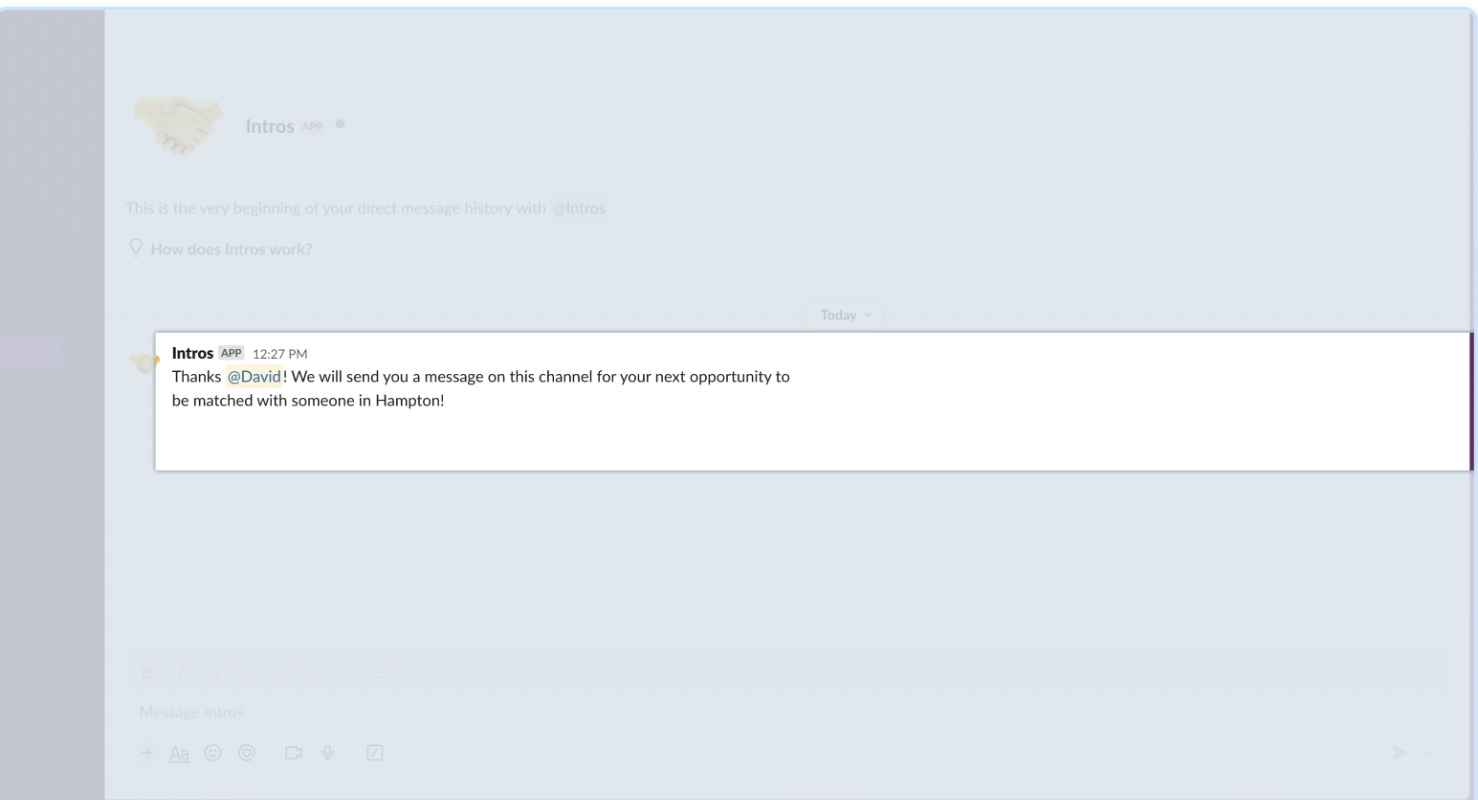 Intros APP
This is the very beginning of your direct message history with @Intros
How does Intros work?
Today
Intros APP 12:27 PM
Thanks @David! We will send you a message on this channel for your next opportunity to
be matched with someone in Hampton!
B I S
Message Intros
Aa